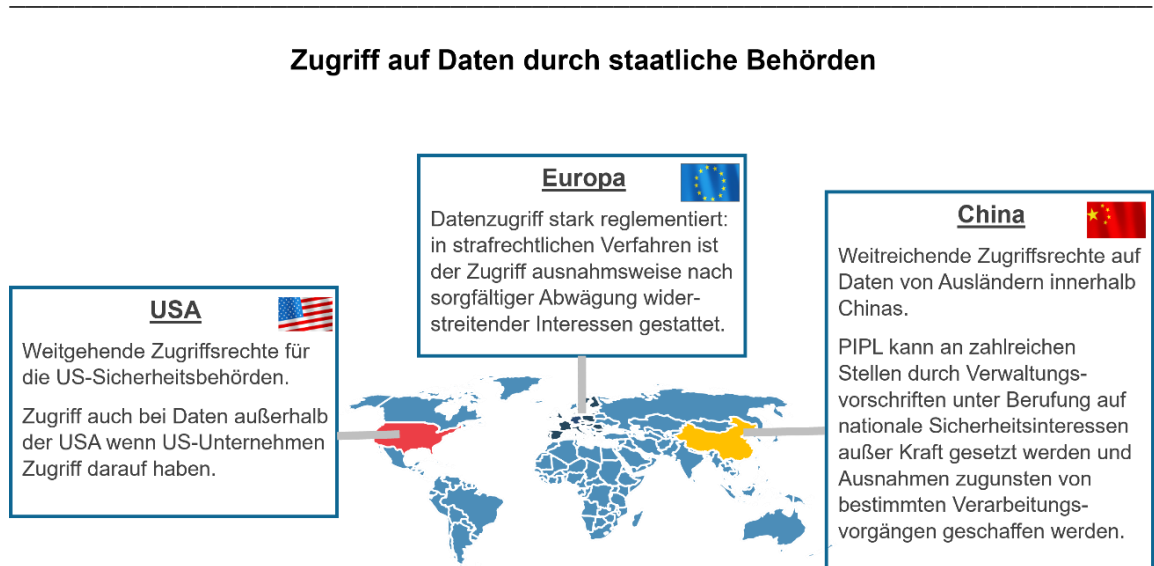 Zugriff auf Daten durch staatliche Behörden
Europa
Datenzugriff stark reglementiert:
in strafrechtlichen Verfahren ist
der Zugriff ausnahmsweise nach
sorgfältiger Abwägung wider-
streitender Interessen gestattet.
China
Weitreichende Zugriffsrechte auf
Daten von Ausländern innerhalb
Chinas.
PIPL kann an zahlreichen
Stellen durch Verwaltungs-
vorschriften unter Berufung auf
nationale Sicherheitsinteressen
außer Kraft gesetzt werden und
Ausnahmen zugunsten von
bestimmten Verarbeitungs-
vorgängen geschaffen werden.
USA
Weitgehende Zugriffsrechte für
die US-Sicherheitsbehörden.
Zugriff auch bei Daten außerhalb
der USA wenn US-Unternehmen
Zugriff darauf haben.